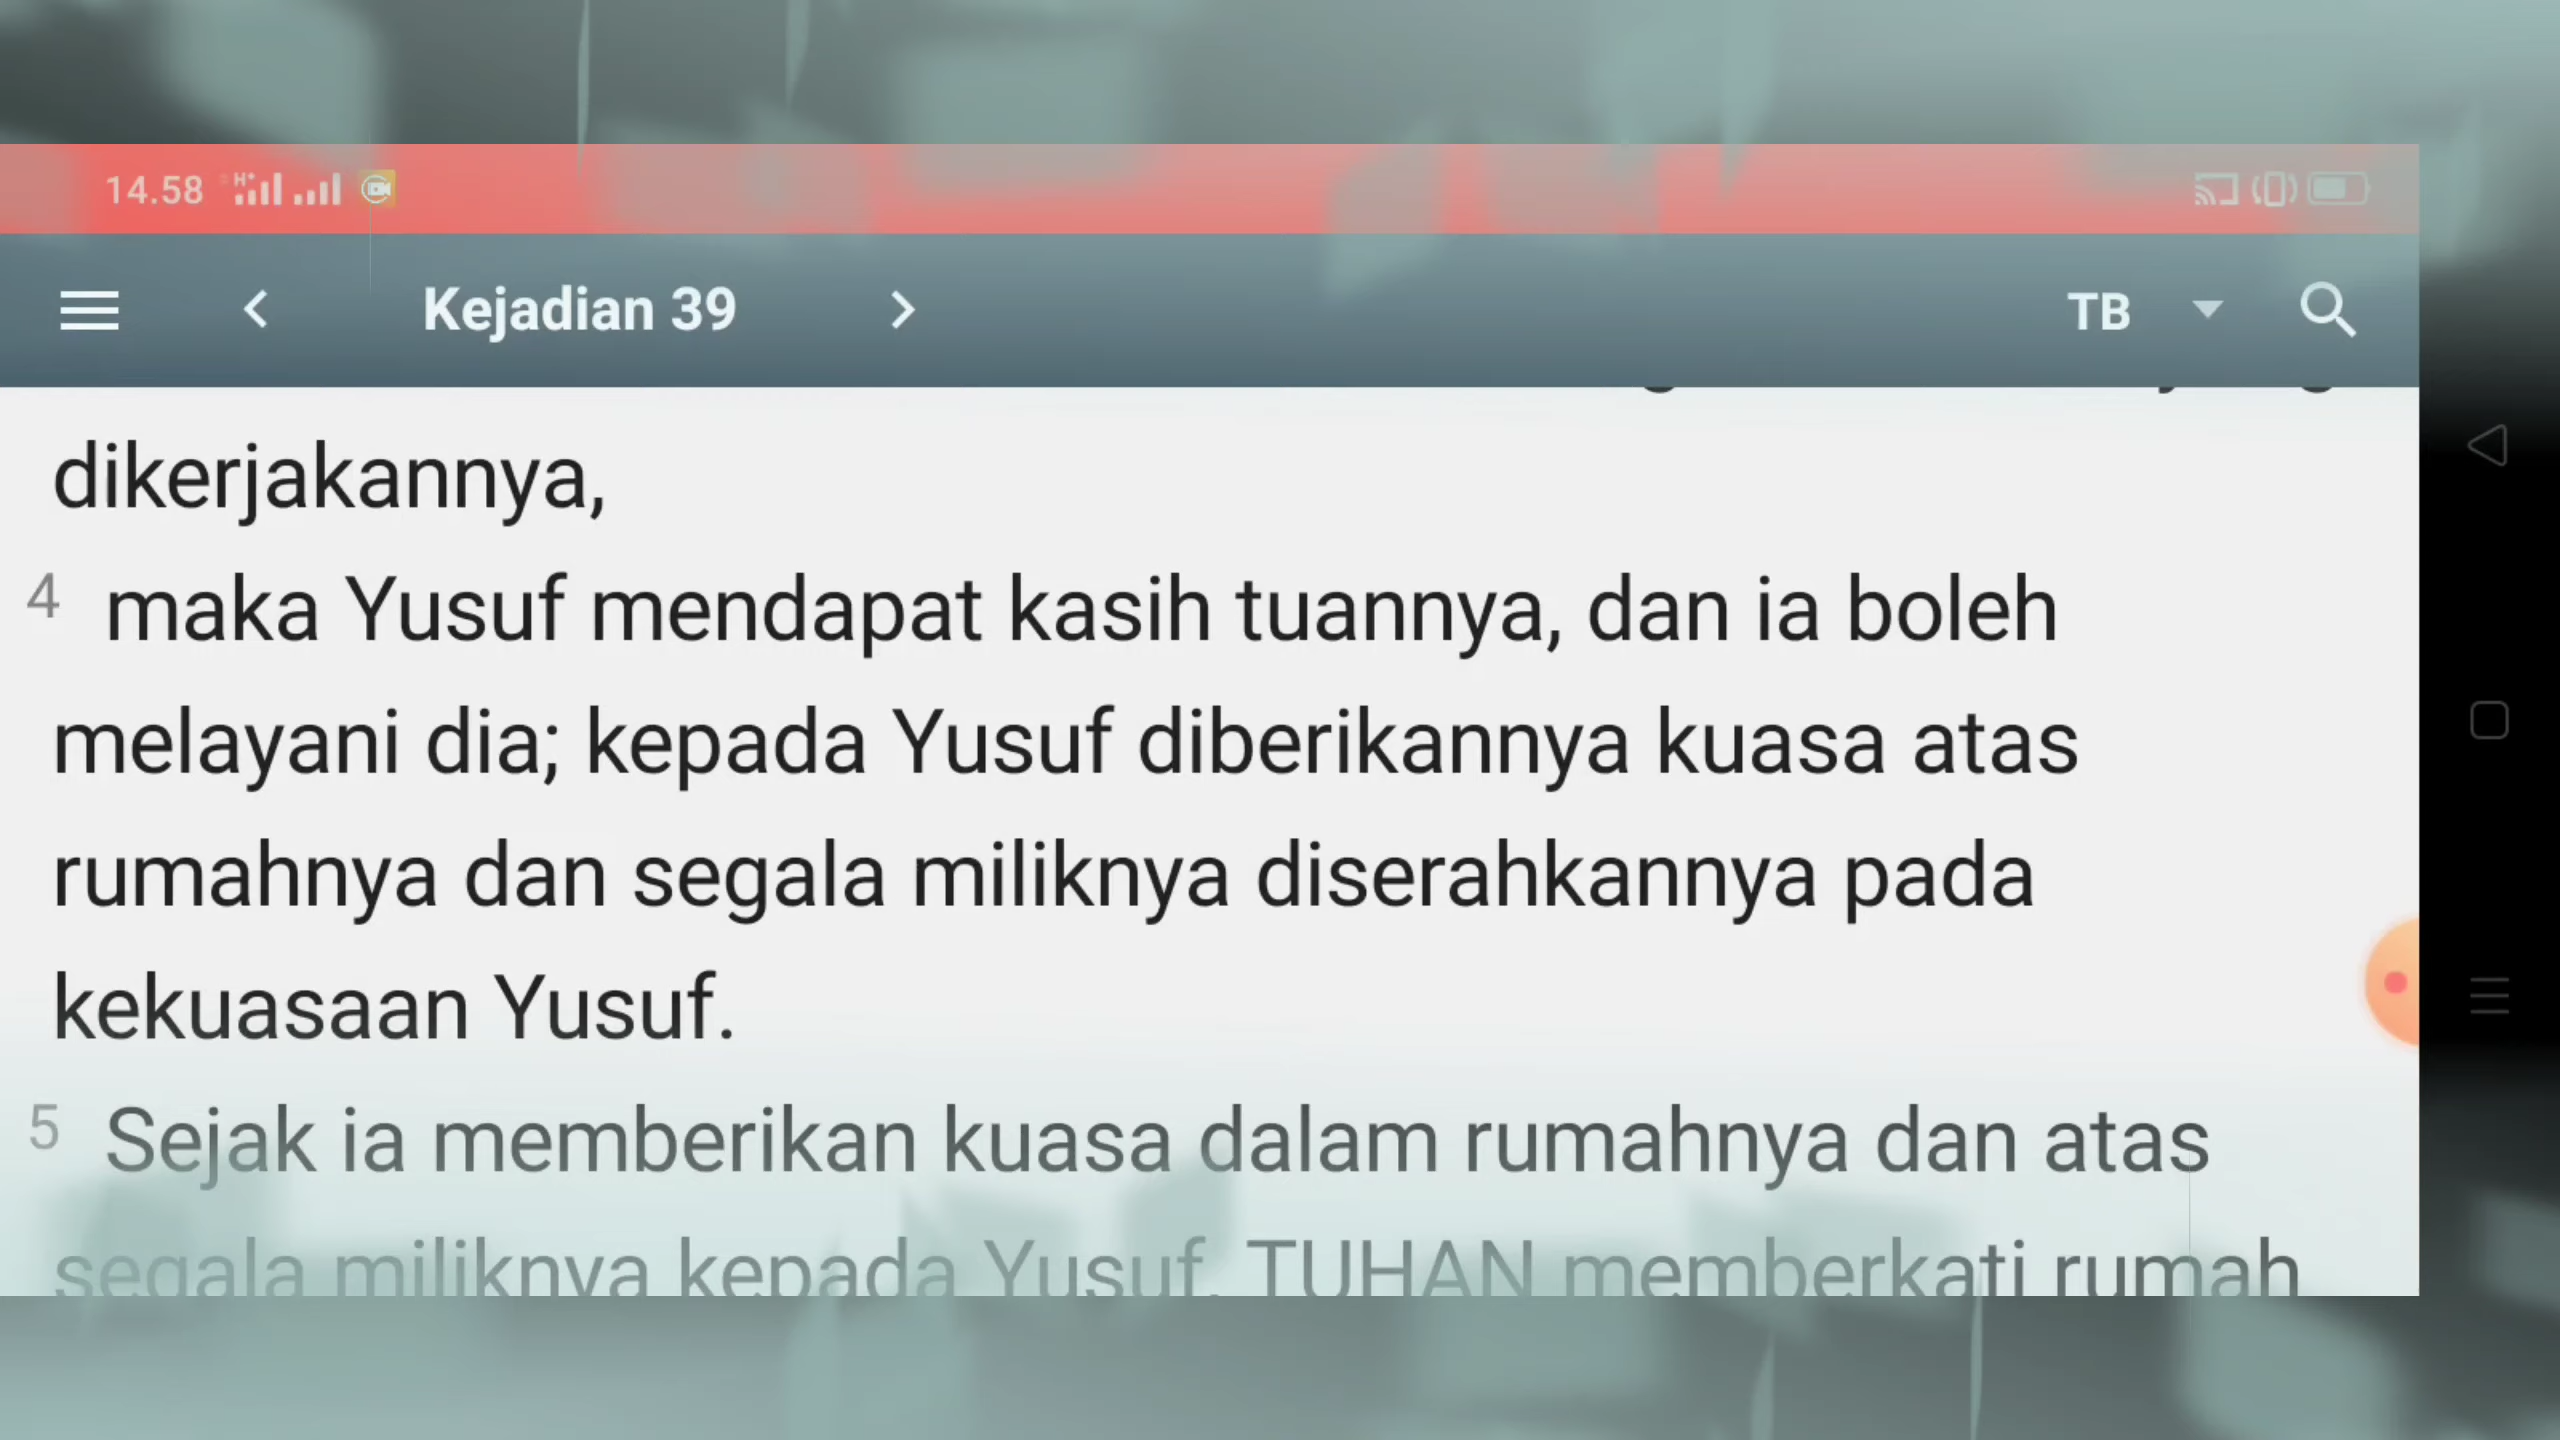 14.58 H+
Kejadian 39 TB
dikerjakannya,
4 maka Yusuf mendapat kasih tuannya, dan ia boleh
melayani dia; kepada Yusuf diberikannya kuasa atas
rumahnya dan segala miliknya diserahkannya pada
kekuasaan Yusuf.
5 Sejak ia memberikan kuasa dalam rumahnya dan atas
segala miliknya kepada Yusuf, TUHAN memberkati rumah